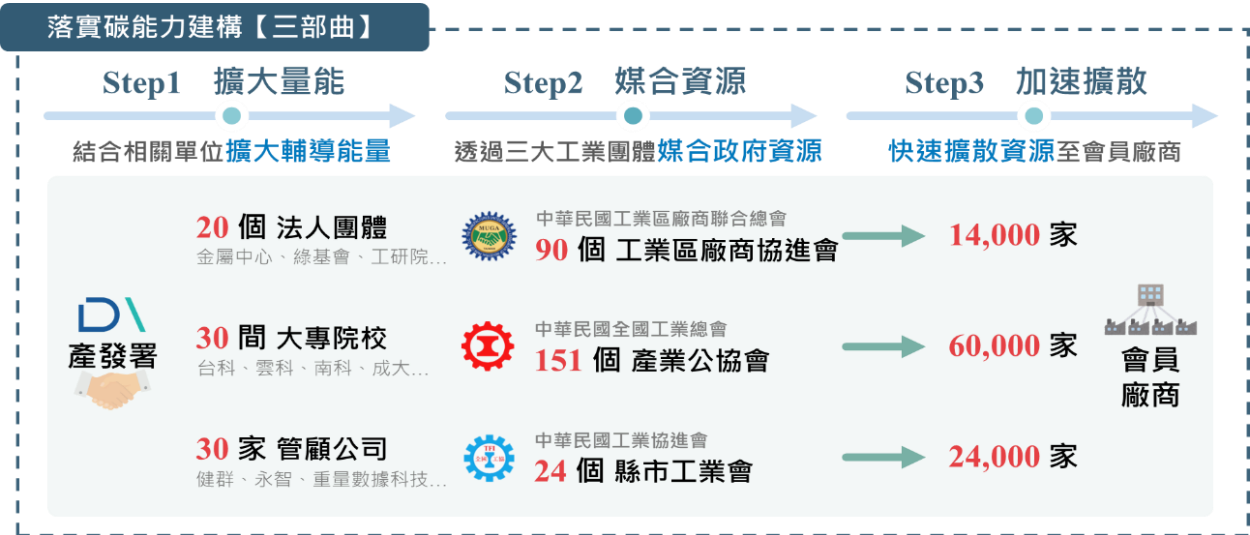 落實碳能力建構【三部曲】
Step1 擴大量能
結合相關單位擴大輔導能量
Step2 媒合資源
透過三大工業團體媒合政府資源
Step3 加速擴散
快速擴散資源至會員廠商
產發署
20 個 法人團體
金屬中心、綠基會、工研院...
30 間 大專院校
台科、雲科、南科、成大...
30 家 管顧公司
健群、永智、重量數據科技...
MUGA
中華民國工業區廠商聯合總會
90 個 工業區廠商協進會
中華民國全國工業總會
151 個 產業公協會
中華民國工業協進會
24 個 縣市工業會
14,000 家
60,000 家
24,000 家
會員
廠商